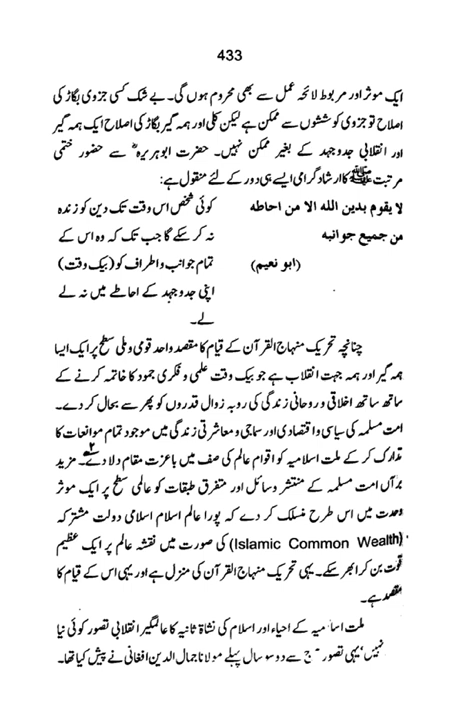 433
ایک موثر اور مربوط لائحہ عمل سے بھی محروم ہوں گی۔ بے شک کسی جزوی بگاڑ کی
اصلاح تو جزوی کوششوں سے ممکن ہے لیکن کلی اور ہمہ گیر بگاڑ کی اصلاح ایک ہمہ گیر
اور انقلابی جدوجہد کے بغیر ممکن نہیں۔ حضرت ابوہریرہؓ سے حضور ختمی
مرتبت ﷺ کا ارشاد گرامی ایسے ہی دور کے لئے منقول ہے:
لا یقوم بدین الله الا من احاطه
من جمیع جوانبه
(ابو نعیم)
کوئی شخص اس وقت تک دین کو زندہ
نہ کر سکے گا جب تک کہ وہ اس کے
تمام جوانب و اطراف کو (بیک وقت)
اپنی جدوجہد کے احاطے میں نہ لے
لے۔
چنانچہ تحریک منہاج القرآن کے قیام کا مقصد واحد قومی و ملی سطح پر ایک ایسا
ہمہ گیر اور ہمہ جہت انقلاب ہے جو بیک وقت علمی و فکری جمود کا خاتمہ کرنے کے
ساتھ ساتھ اخلاقی و روحانی زندگی کی روبہ زوال قدروں کو پھر سے بحال کر دے۔
امت مسلمہ کی سیاسی و اقتصادی اور سماجی و معاشرتی زندگی میں موجود تمام موانعات کا
تدارک کر کے ملت اسلامیہ کو اقوام عالم کی صف میں باعزت مقام دلا دے۔ مزید
برآں امت مسلمہ کے منتشر وسائل اور متفرق طبقات کو عالمی سطح پر ایک موثر
وحدت میں اس طرح منسلک کر دے کہ پورا عالم اسلام اسلامی دولت مشترکہ
(Islamic Common Wealth) کی صورت میں نقشہ عالم پر ایک عظیم
قوت بن کر ابھر سکے۔ یہی تحریک منہاج القرآن کی منزل ہے اور یہی اس کے قیام کا
مقصد ہے۔
ملت اسلامیہ کے احیاء اور اسلام کی نشاۃ ثانیہ کا عالمگیر انقلابی تصور کوئی نیا
نہیں، یہی تصور آج سے دو سو سال پہلے مولانا جمال الدین افغانی نے پیش کیا تھا۔